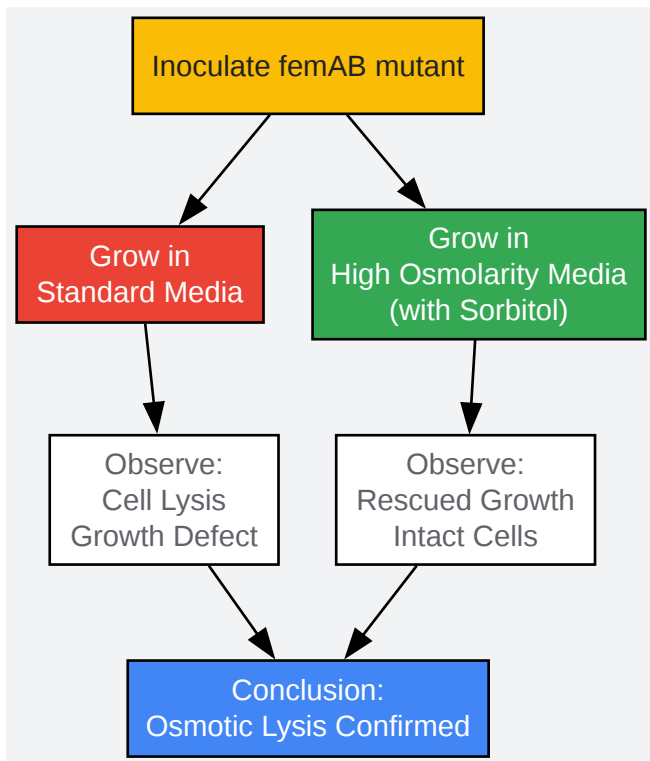 Inoculate femAB mutant
Grow in
Standard Media
Grow in
High Osmolarity Media
(with Sorbitol)
Observe:
Cell Lysis
Growth Defect
Observe:
Rescued Growth
Intact Cells
Conclusion:
Osmotic Lysis Confirmed